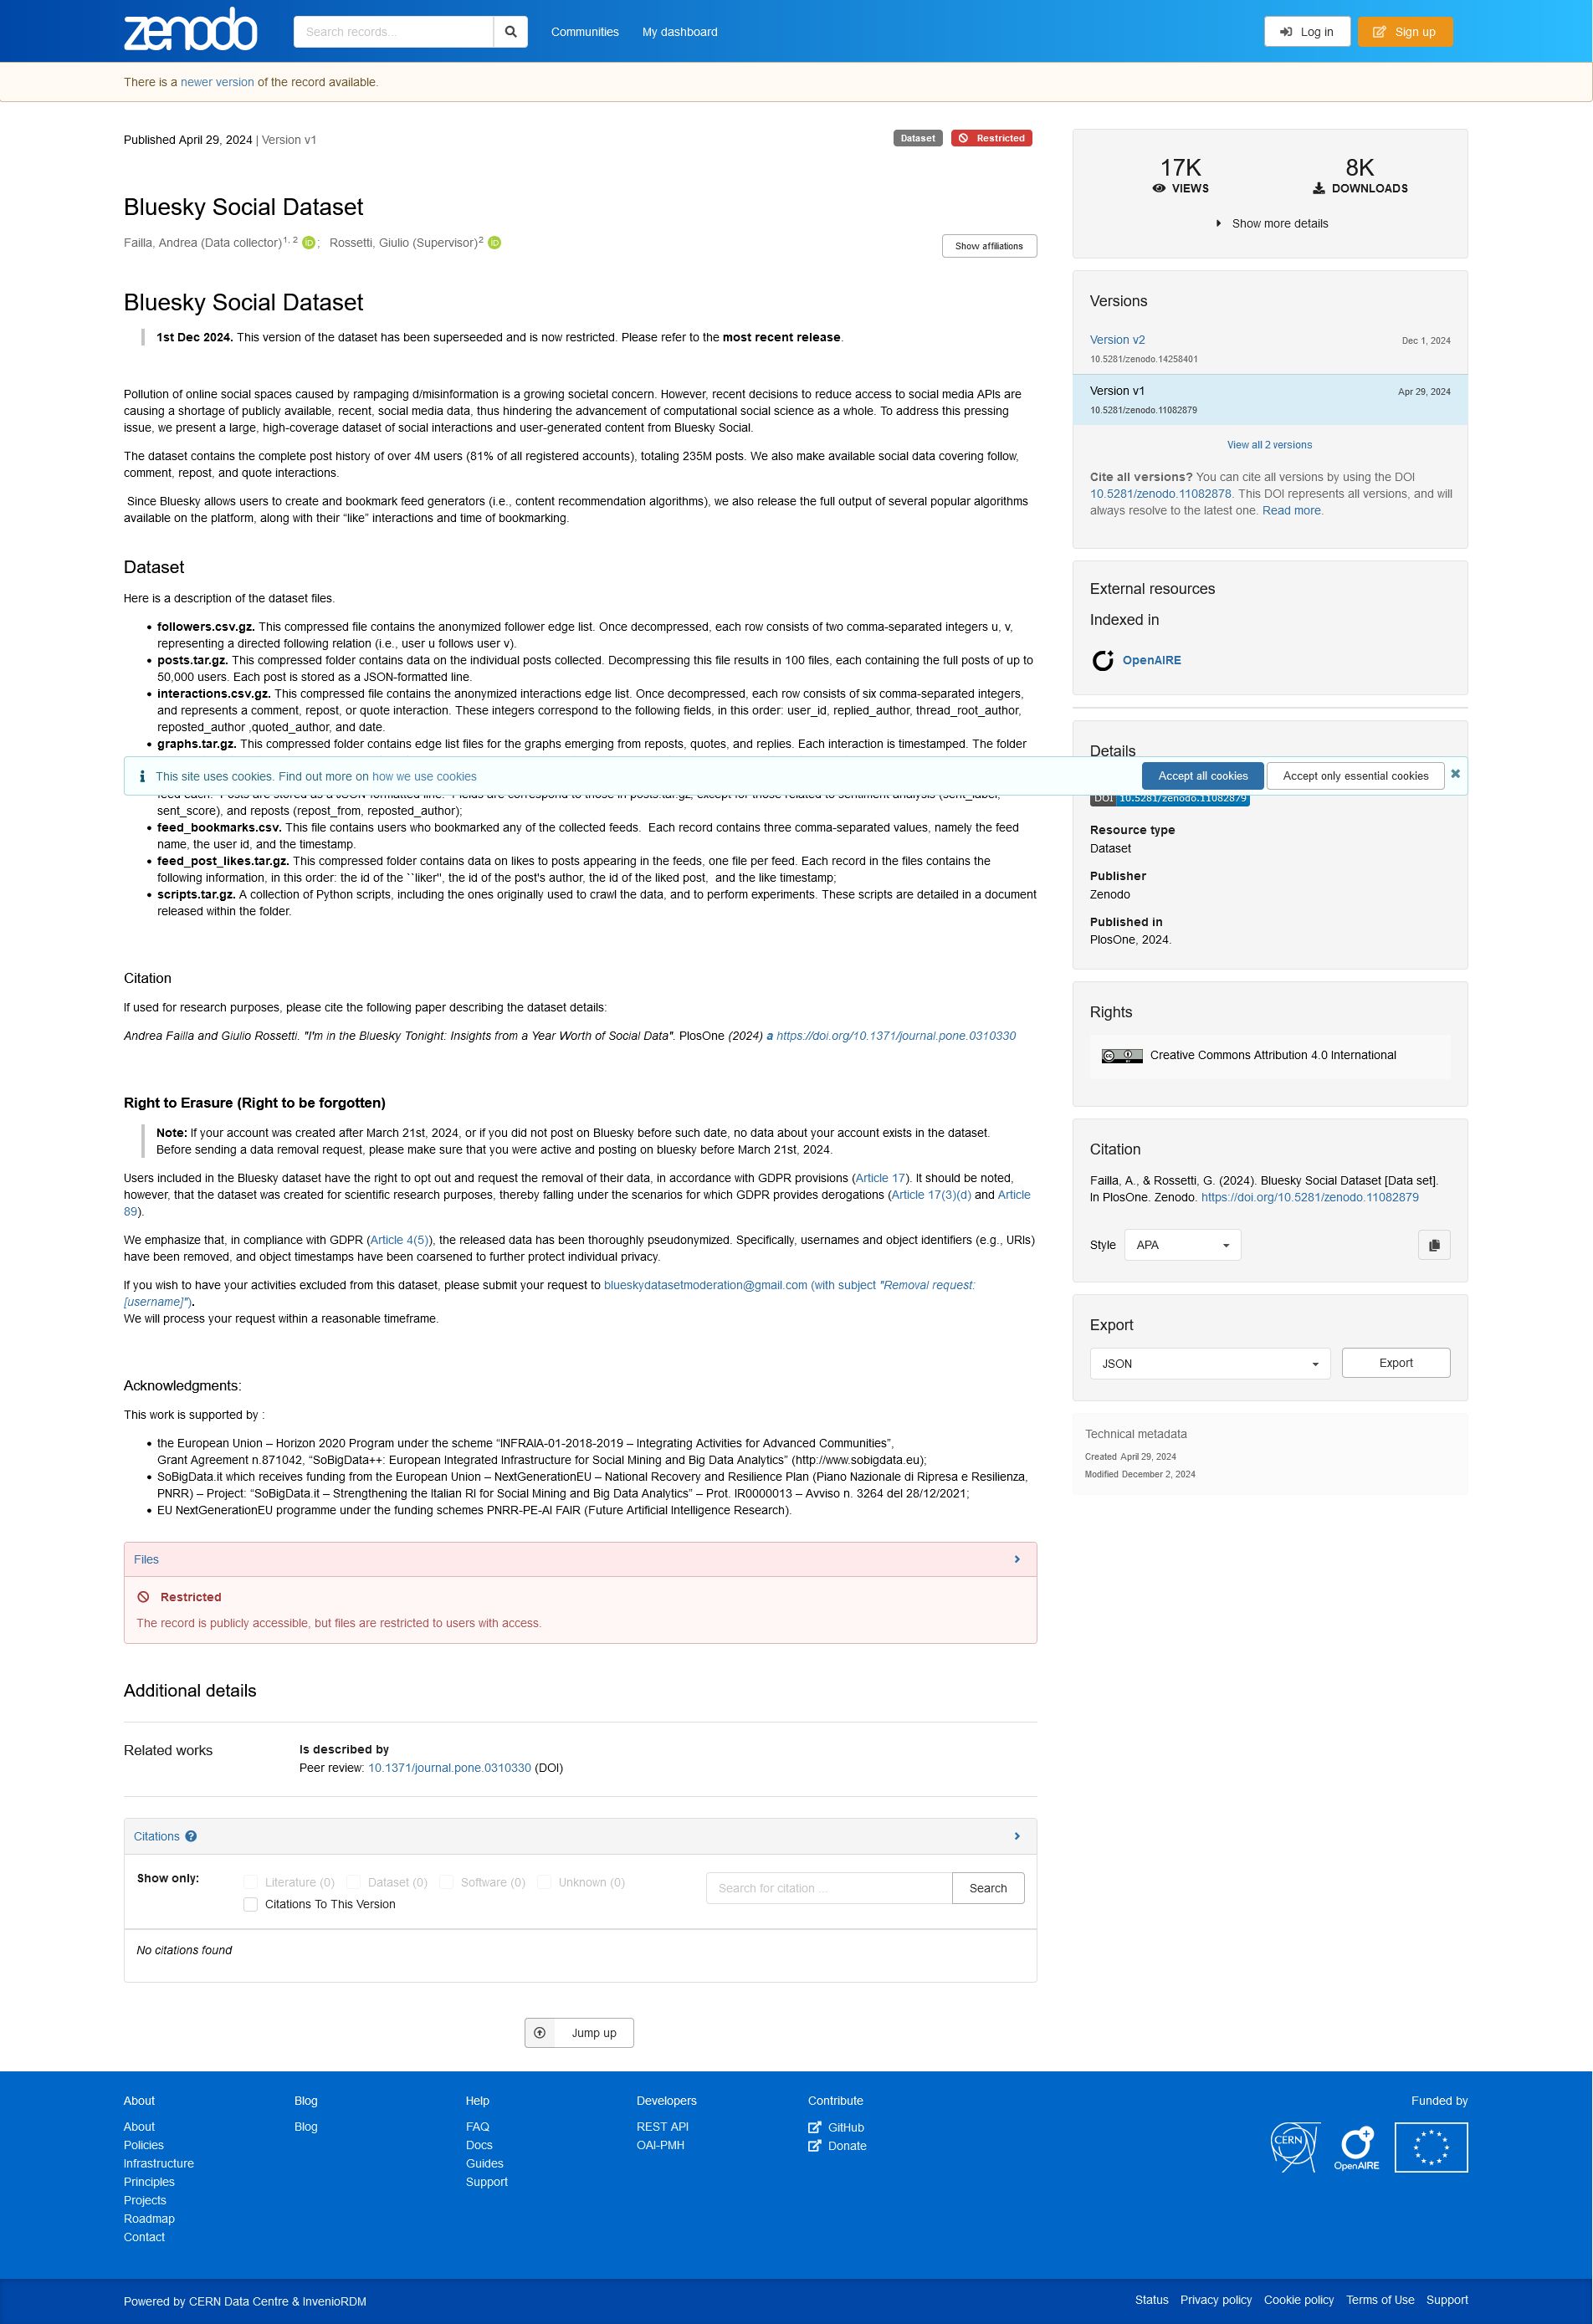 zenodo
Search records...
Communities
My dashboard
Log in
Sign up
There is a newer version of the record available.
Published April 29, 2024 | Version v1
Dataset
Restricted
Bluesky Social Dataset
Failla, Andrea (Data collector)1, 2 iD ; Rossetti, Giulio (Supervisor)2 iD
Show affiliations
Bluesky Social Dataset
1st Dec 2024. This version of the dataset has been superseeded and is now restricted. Please refer to the most recent release.
Pollution of online social spaces caused by rampaging d/misinformation is a growing societal concern. However, recent decisions to reduce access to social media APIs are
causing a shortage of publicly available, recent, social media data, thus hindering the advancement of computational social science as a whole. To address this pressing
issue, we present a large, high-coverage dataset of social interactions and user-generated content from Bluesky Social.
The dataset contains the complete post history of over 4M users (81% of all registered accounts), totaling 235M posts. We also make available social data covering follow,
comment, repost, and quote interactions.
Since Bluesky allows users to create and bookmark feed generators (i.e., content recommendation algorithms), we also release the full output of several popular algorithms
available on the platform, along with their “like” interactions and time of bookmarking.
Dataset
Here is a description of the dataset files.
• followers.csv.gz. This compressed file contains the anonymized follower edge list. Once decompressed, each row consists of two comma-separated integers u, v,
representing a directed following relation (i.e., user u follows user v).
• posts.tar.gz. This compressed folder contains data on the individual posts collected. Decompressing this file results in 100 files, each containing the full posts of up to
50,000 users. Each post is stored as a JSON-formatted line.
• interactions.csv.gz. This compressed file contains the anonymized interactions edge list. Once decompressed, each row consists of six comma-separated integers,
and represents a comment, repost, or quote interaction. These integers correspond to the following fields, in this order: user_id, replied_author, thread_root_author,
reposted_author ,quoted_author, and date.
• graphs.tar.gz. This compressed folder contains edge list files for the graphs emerging from reposts, quotes, and replies. Each interaction is timestamped. The folder
This site uses cookies. Find out more on how we use cookies
Accept all cookies
Accept only essential cookies
feed each. Posts are stored as a JSON-formatted line. Fields are correspond to those in posts.tar.gz, except for those related to sentiment analysis (sent_label,
sent_score), and reposts (repost_from, reposted_author);
• feed_bookmarks.csv. This file contains users who bookmarked any of the collected feeds. Each record contains three comma-separated values, namely the feed
name, the user id, and the timestamp.
• feed_post_likes.tar.gz. This compressed folder contains data on likes to posts appearing in the feeds, one file per feed. Each record in the files contains the
following information, in this order: the id of the ``liker'', the id of the post's author, the id of the liked post, and the like timestamp;
• scripts.tar.gz. A collection of Python scripts, including the ones originally used to crawl the data, and to perform experiments. These scripts are detailed in a document
released within the folder.
Citation
If used for research purposes, please cite the following paper describing the dataset details:
Andrea Failla and Giulio Rossetti. "I'm in the Bluesky Tonight: Insights from a Year Worth of Social Data". PlosOne (2024) a https://doi.org/10.1371/journal.pone.0310330
Right to Erasure (Right to be forgotten)
Note: If your account was created after March 21st, 2024, or if you did not post on Bluesky before such date, no data about your account exists in the dataset.
Before sending a data removal request, please make sure that you were active and posting on bluesky before March 21st, 2024.
Users included in the Bluesky dataset have the right to opt out and request the removal of their data, in accordance with GDPR provisions (Article 17). It should be noted,
however, that the dataset was created for scientific research purposes, thereby falling under the scenarios for which GDPR provides derogations (Article 17(3)(d) and Article
89).
We emphasize that, in compliance with GDPR (Article 4(5)), the released data has been thoroughly pseudonymized. Specifically, usernames and object identifiers (e.g., URIs)
have been removed, and object timestamps have been coarsened to further protect individual privacy.
If you wish to have your activities excluded from this dataset, please submit your request to blueskydatasetmoderation@gmail.com (with subject "Removal request:
[username]").
We will process your request within a reasonable timeframe.
Acknowledgments:
This work is supported by :
• the European Union – Horizon 2020 Program under the scheme “INFRAIA-01-2018-2019 – Integrating Activities for Advanced Communities”,
Grant Agreement n.871042, “SoBigData++: European Integrated Infrastructure for Social Mining and Big Data Analytics” (http://www.sobigdata.eu);
• SoBigData.it which receives funding from the European Union – NextGenerationEU – National Recovery and Resilience Plan (Piano Nazionale di Ripresa e Resilienza,
PNRR) – Project: “SoBigData.it – Strengthening the Italian RI for Social Mining and Big Data Analytics” – Prot. IR0000013 – Avviso n. 3264 del 28/12/2021;
• EU NextGenerationEU programme under the funding schemes PNRR-PE-AI FAIR (Future Artificial Intelligence Research).
Files
Restricted
The record is publicly accessible, but files are restricted to users with access.
Additional details
Related works
Is described by
Peer review: 10.1371/journal.pone.0310330 (DOI)
Citations
Show only:
Literature (0)
Dataset (0)
Software (0)
Unknown (0)
Citations To This Version
Search for citation ...
Search
No citations found
Jump up
17K
VIEWS
8K
DOWNLOADS
Show more details
Versions
Version v2
Dec 1, 2024
10.5281/zenodo.14258401
Version v1
Apr 29, 2024
10.5281/zenodo.11082879
View all 2 versions
Cite all versions? You can cite all versions by using the DOI
10.5281/zenodo.11082878. This DOI represents all versions, and will
always resolve to the latest one. Read more.
External resources
Indexed in
OpenAIRE
Details
DOI 10.5281/zenodo.11082879
Resource type
Dataset
Publisher
Zenodo
Published in
PlosOne, 2024.
Rights
Creative Commons Attribution 4.0 International
Citation
Failla, A., & Rossetti, G. (2024). Bluesky Social Dataset [Data set].
In PlosOne. Zenodo. https://doi.org/10.5281/zenodo.11082879
Style
APA
Export
JSON
Export
Technical metadata
Created April 29, 2024
Modified December 2, 2024
About
About
Policies
Infrastructure
Principles
Projects
Roadmap
Contact
Blog
Blog
Help
FAQ
Docs
Guides
Support
Developers
REST API
OAI-PMH
Contribute
GitHub
Donate
Funded by
CERN
OpenAIRE
Powered by CERN Data Centre & InvenioRDM
Status
Privacy policy
Cookie policy
Terms of Use
Support